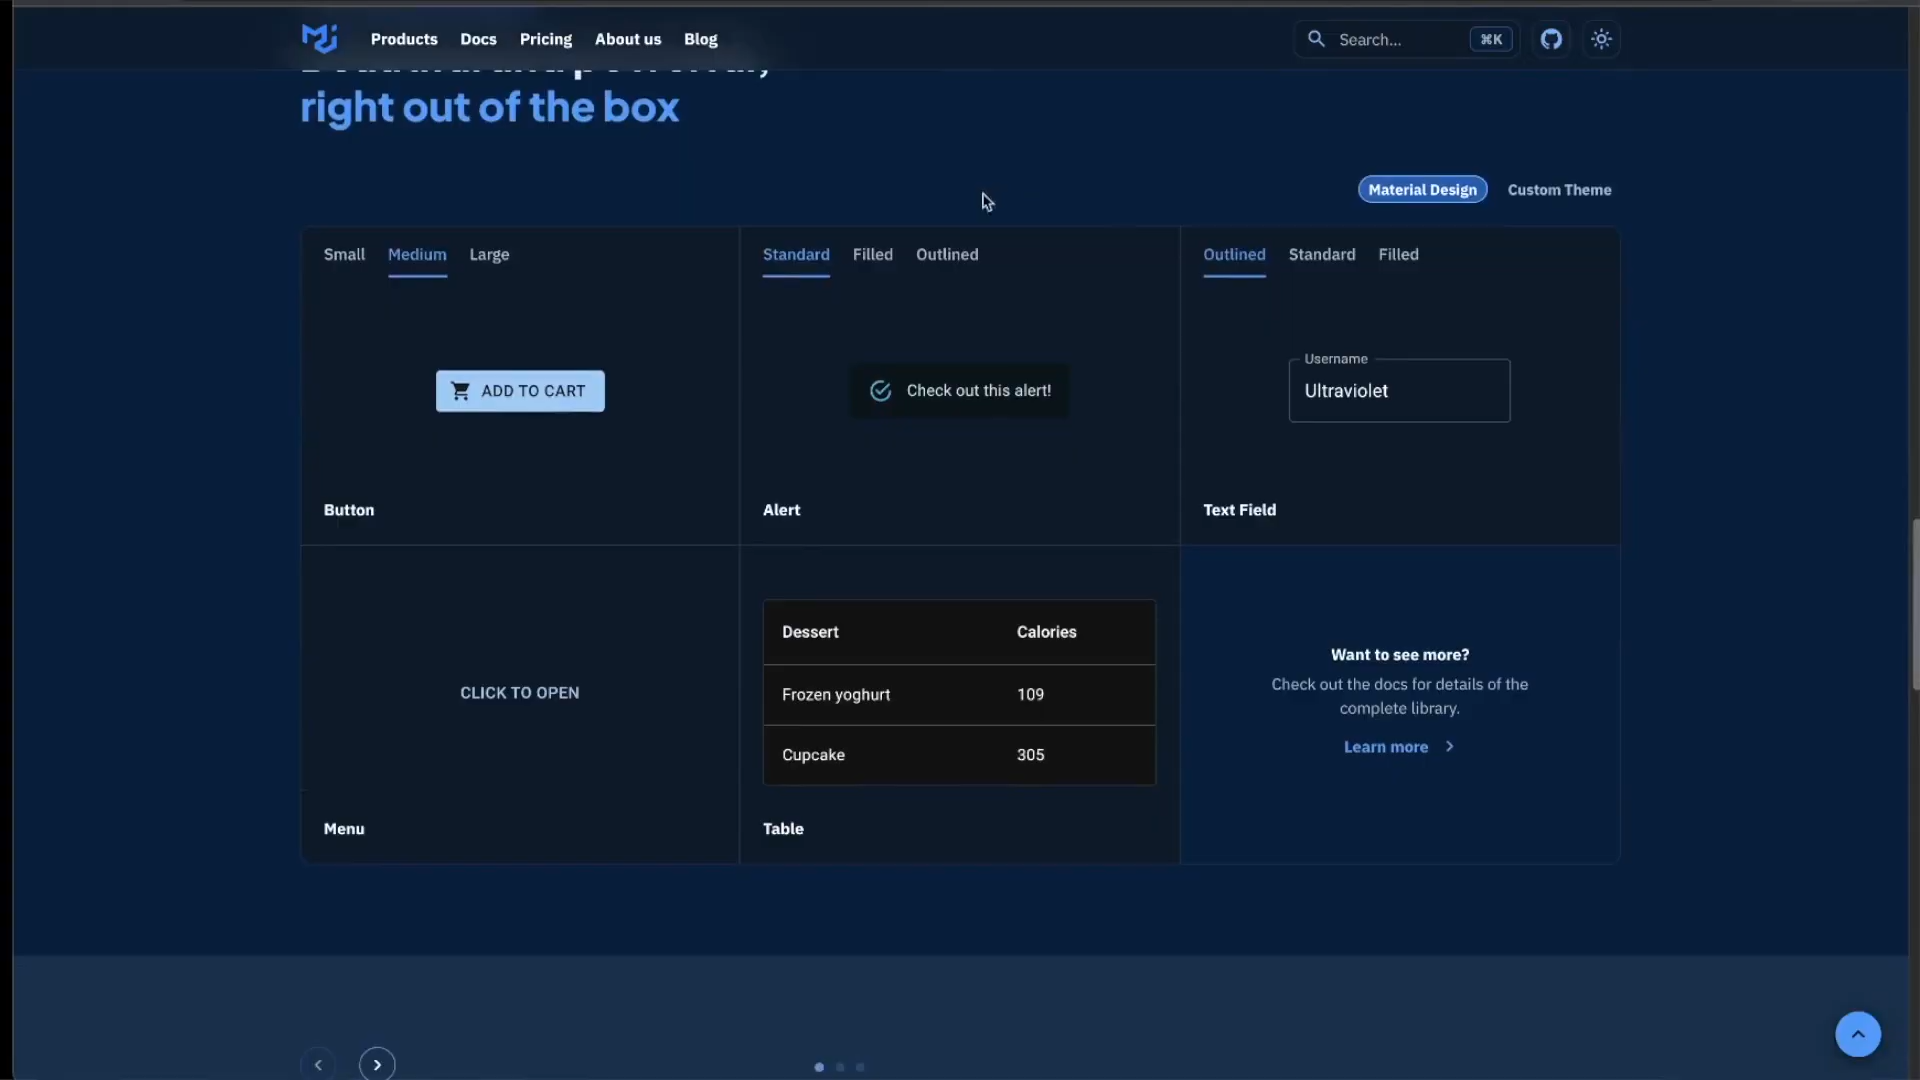 Products Docs Pricing About us Blog
Search... ⌘K
right out of the box
Material Design Custom Theme
Small Medium Large
Standard Filled Outlined
Outlined Standard Filled
ADD TO CART
Check out this alert!
Username
Ultraviolet
Button
Alert
Text Field
CLICK TO OPEN
Dessert Calories
Frozen yoghurt 109
Cupcake 305
Want to see more?
Check out the docs for details of the
complete library.
Learn more
Menu
Table